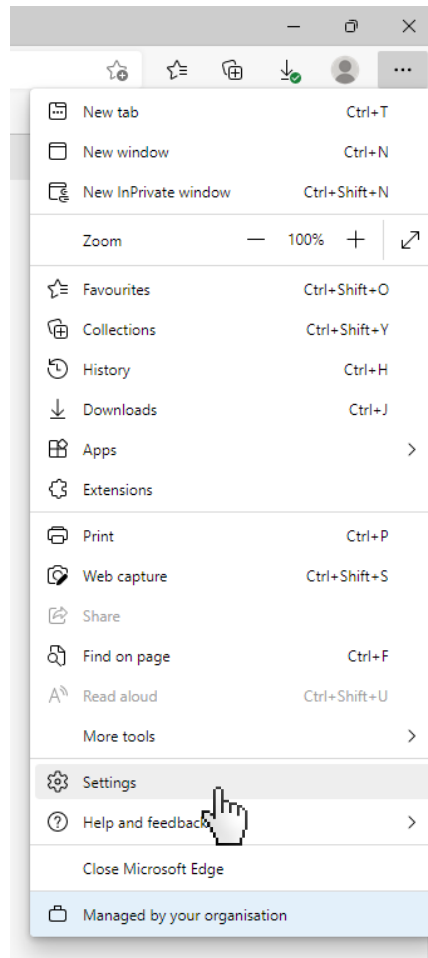 New tab Ctrl+T
New window Ctrl+N
New InPrivate window Ctrl+Shift+N
Zoom — 100% +
Favourites Ctrl+Shift+O
Collections Ctrl+Shift+Y
History Ctrl+H
Downloads Ctrl+J
Apps
Extensions
Print Ctrl+P
Web capture Ctrl+Shift+S
Share
Find on page Ctrl+F
Read aloud Ctrl+Shift+U
More tools
Settings
Help and feedback
Close Microsoft Edge
Managed by your organisation